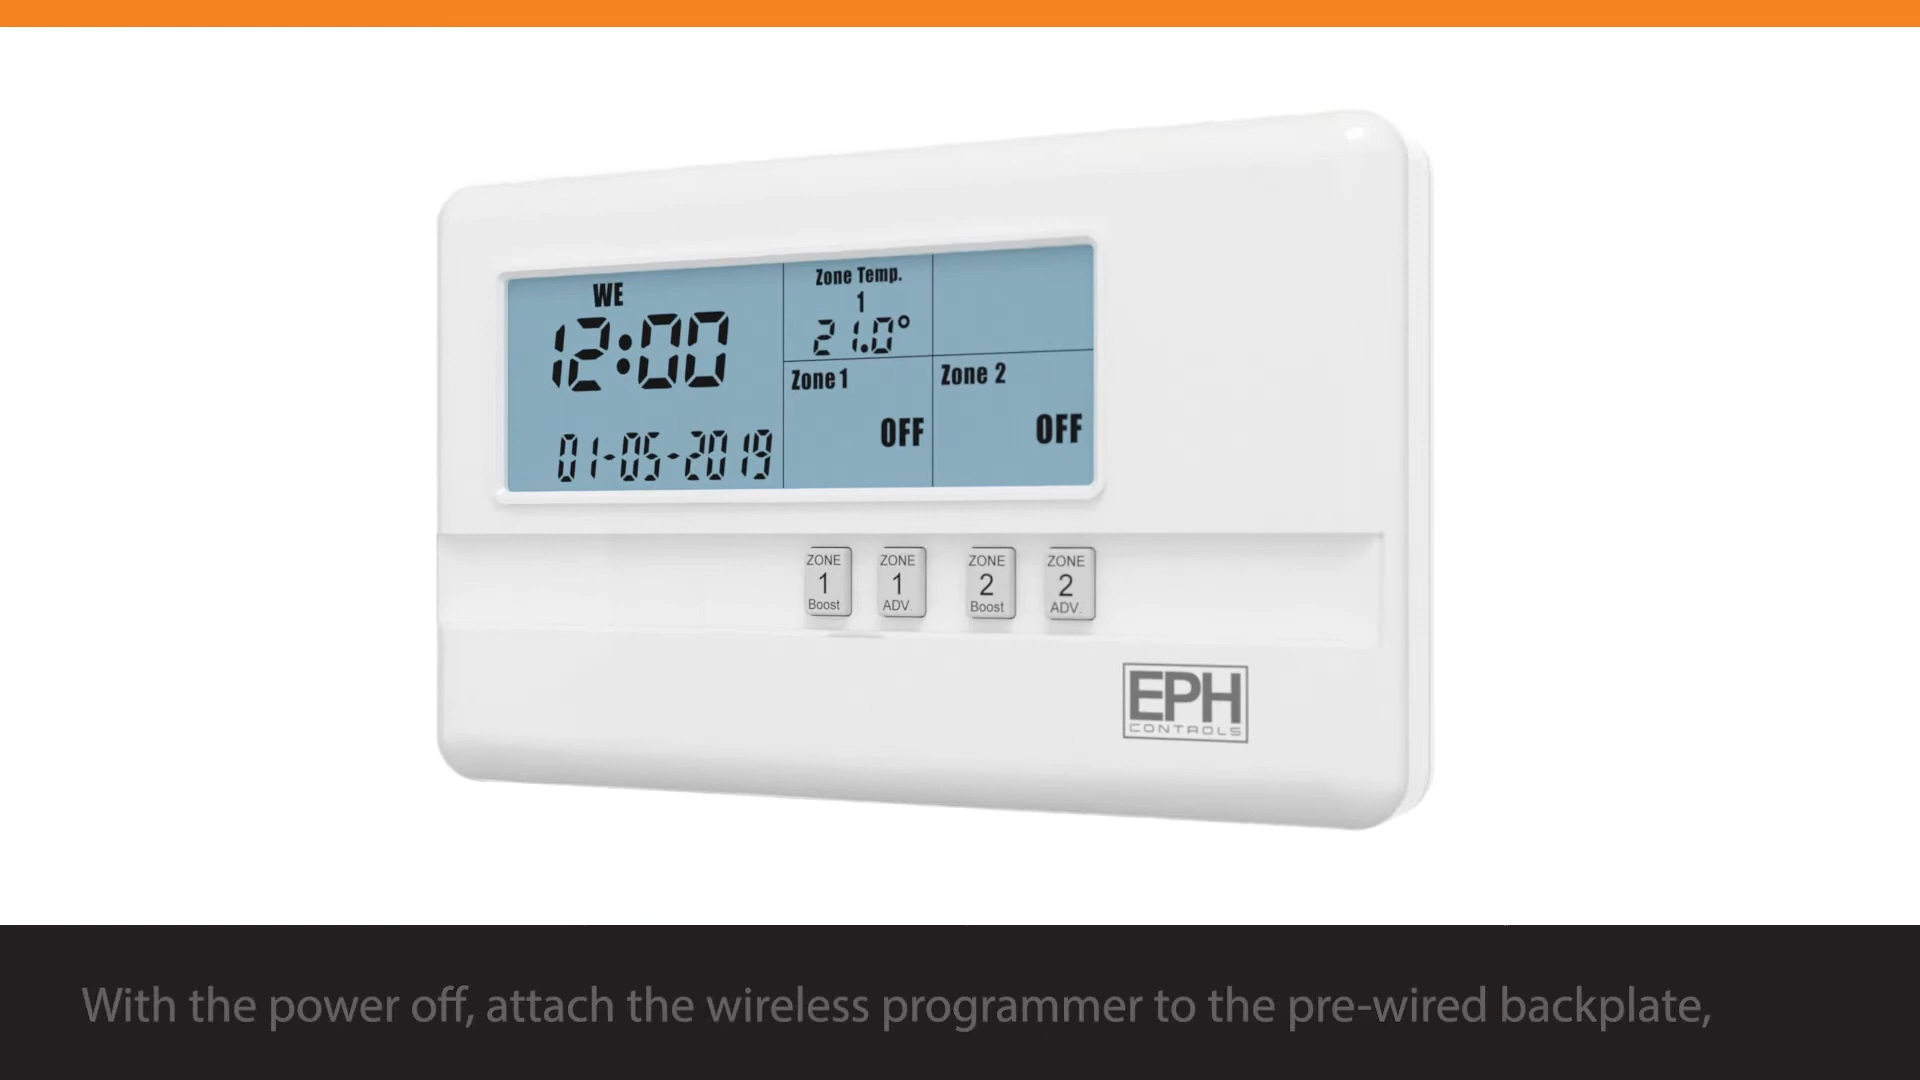 WE
12:00
01-05-2019
Zone Temp.
1
21.0°
Zone 1
OFF
Zone 2
OFF
ZONE
1
Boost
ZONE
1
ADV.
ZONE
2
Boost
ZONE
2
ADV.
EPH
CONTROLS
With the power off, attach the wireless programmer to the pre-wired backplate,